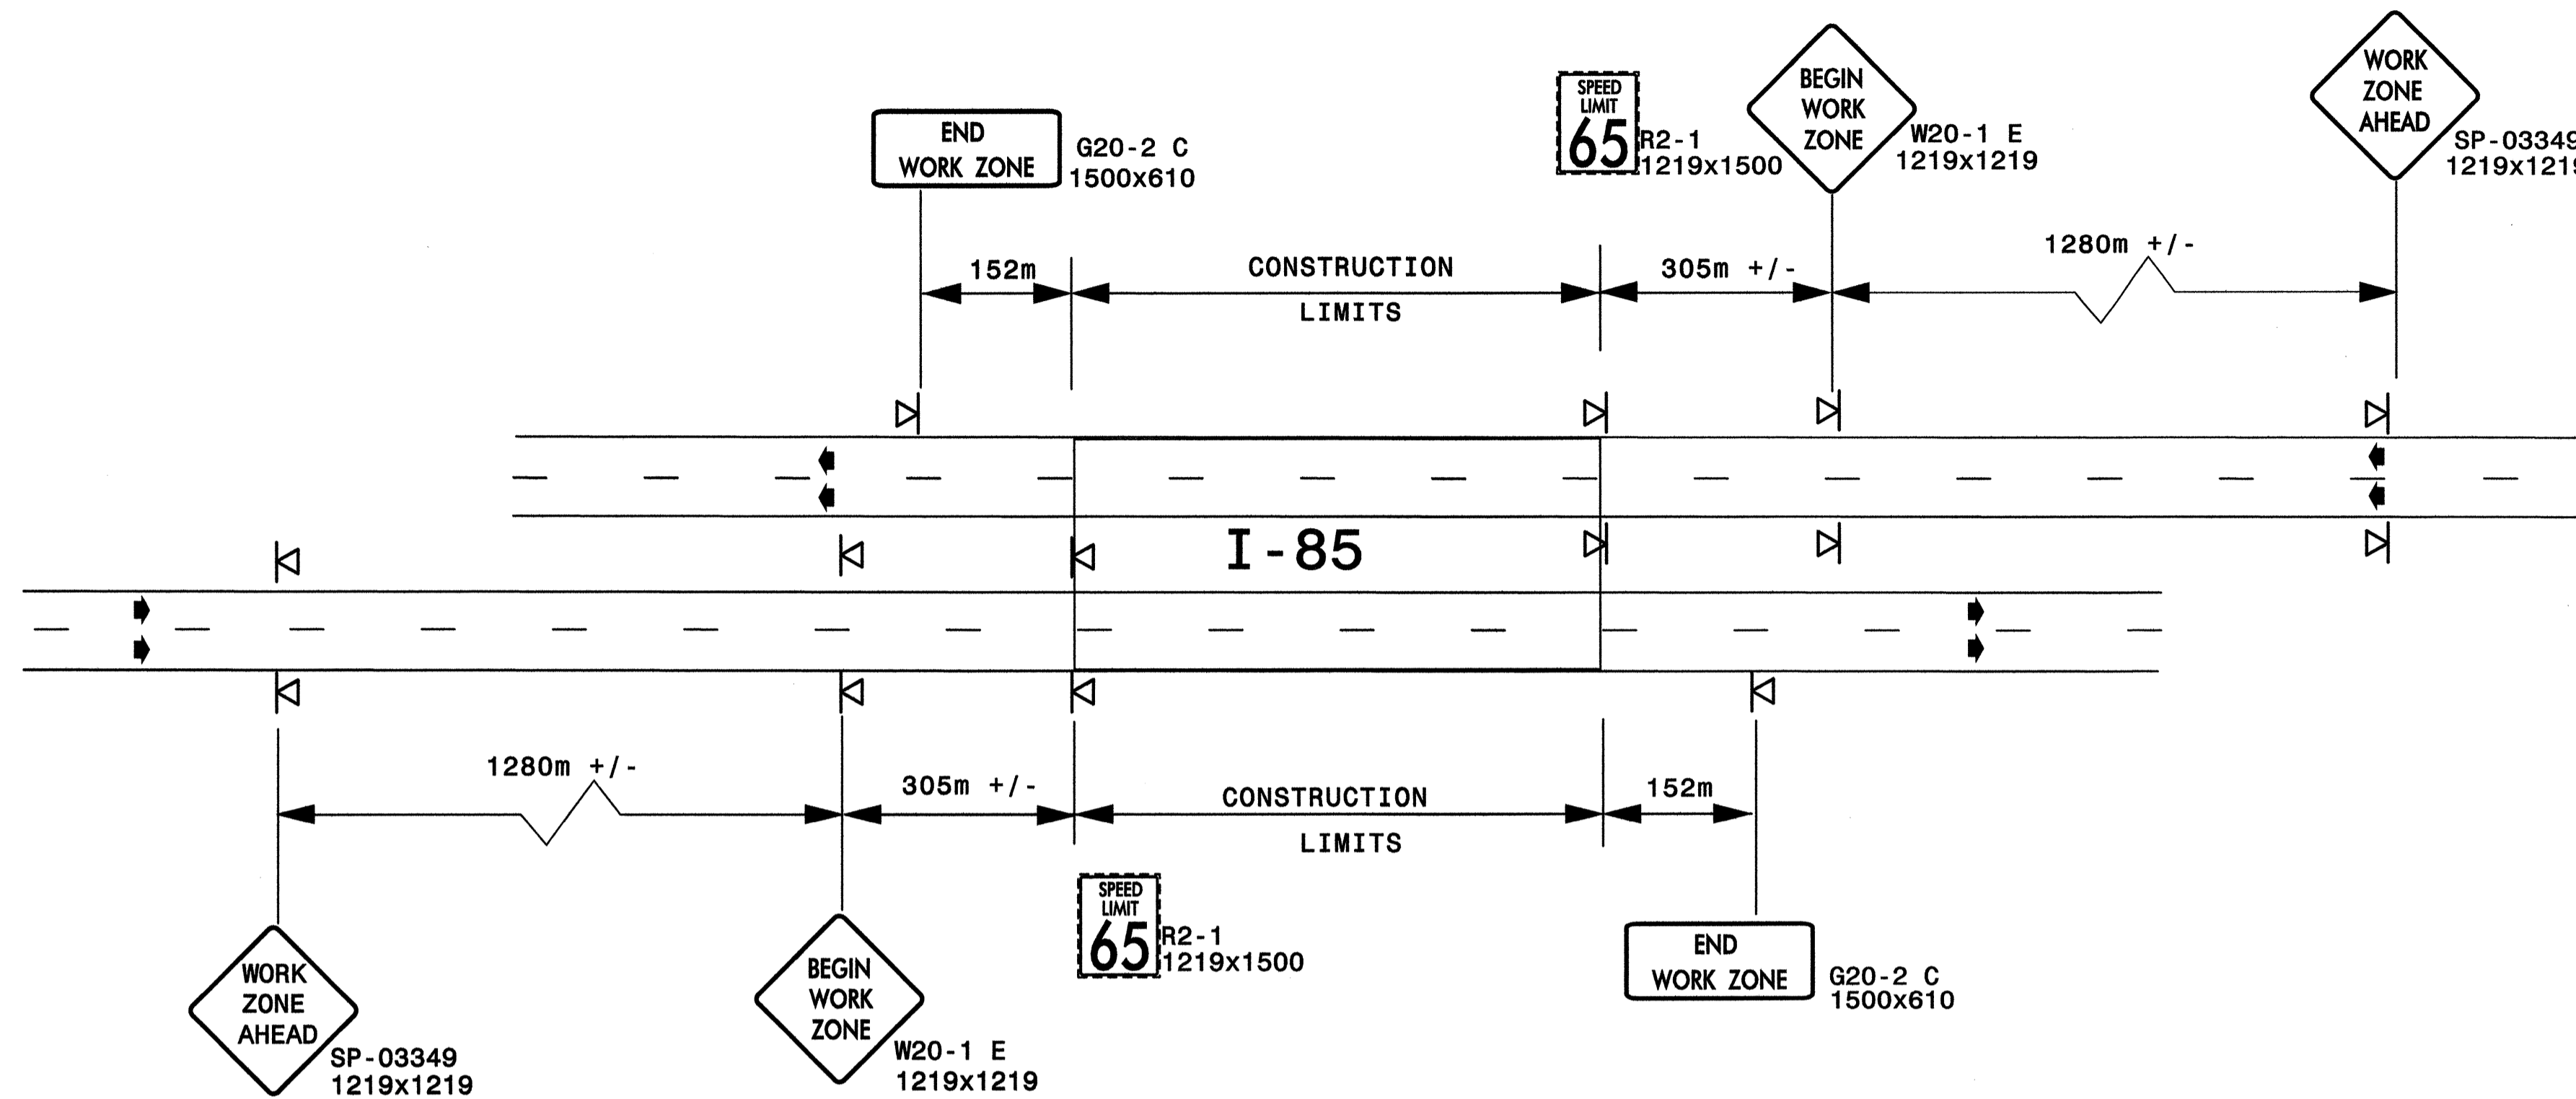 WORK
ZONE
AHEAD
SP-03349
1219x1219
BEGIN
WORK
ZONE
W20-1 E
1219x1219
SPEED
LIMIT
65
R2-1
1219x1500
END
WORK ZONE
G20-2 C
1500x610
152m
CONSTRUCTION
LIMITS
305m +/-
1280m +/-
I-85
1280m +/-
305m +/-
CONSTRUCTION
LIMITS
152m
SPEED
LIMIT
65
R2-1
1219x1500
END
WORK ZONE
G20-2 C
1500x610
WORK
ZONE
AHEAD
SP-03349
1219x1219
BEGIN
WORK
ZONE
W20-1 E
1219x1219